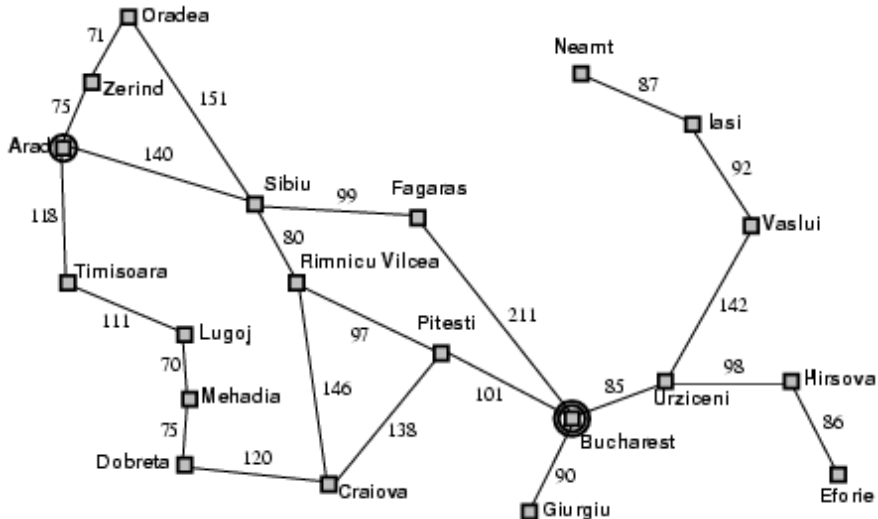 Oradea
71
Neamt
Zerind
87
75
151
Iasi
Arad
140
92
Sibiu
Fagaras
99
118
Vaslui
80
Timisoara
Rimnicu Vilcea
142
111
Lugoj
97
Pitesti
211
70
98
Hirsova
Mehadia
146
101
85
Urziceni
75
138
86
Bucharest
Dobreta
120
90
Craiova
Eforie
Giurgiu